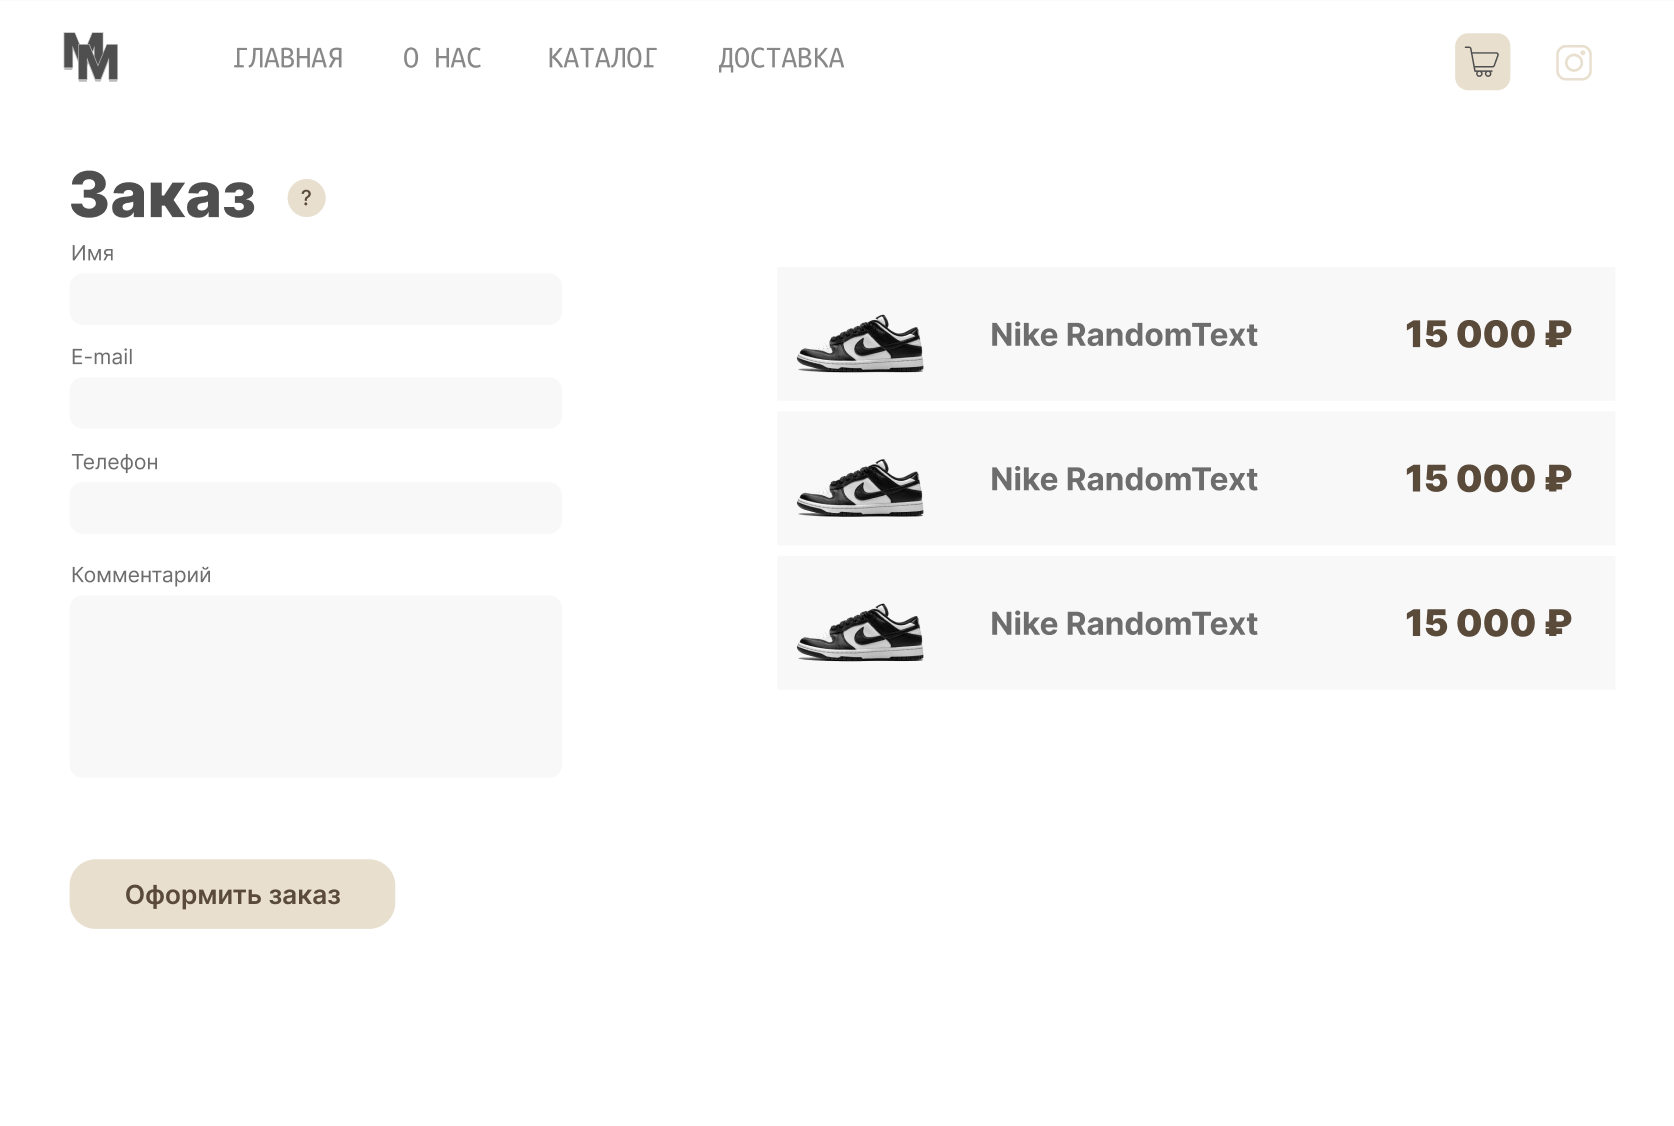 MM
ГЛАВНАЯ О НАС КАТАЛОГ ДОСТАВКА
Заказ ?
Имя
E-mail
Телефон
Комментарий
Оформить заказ
Nike RandomText 15 000 ₽
Nike RandomText 15 000 ₽
Nike RandomText 15 000 ₽